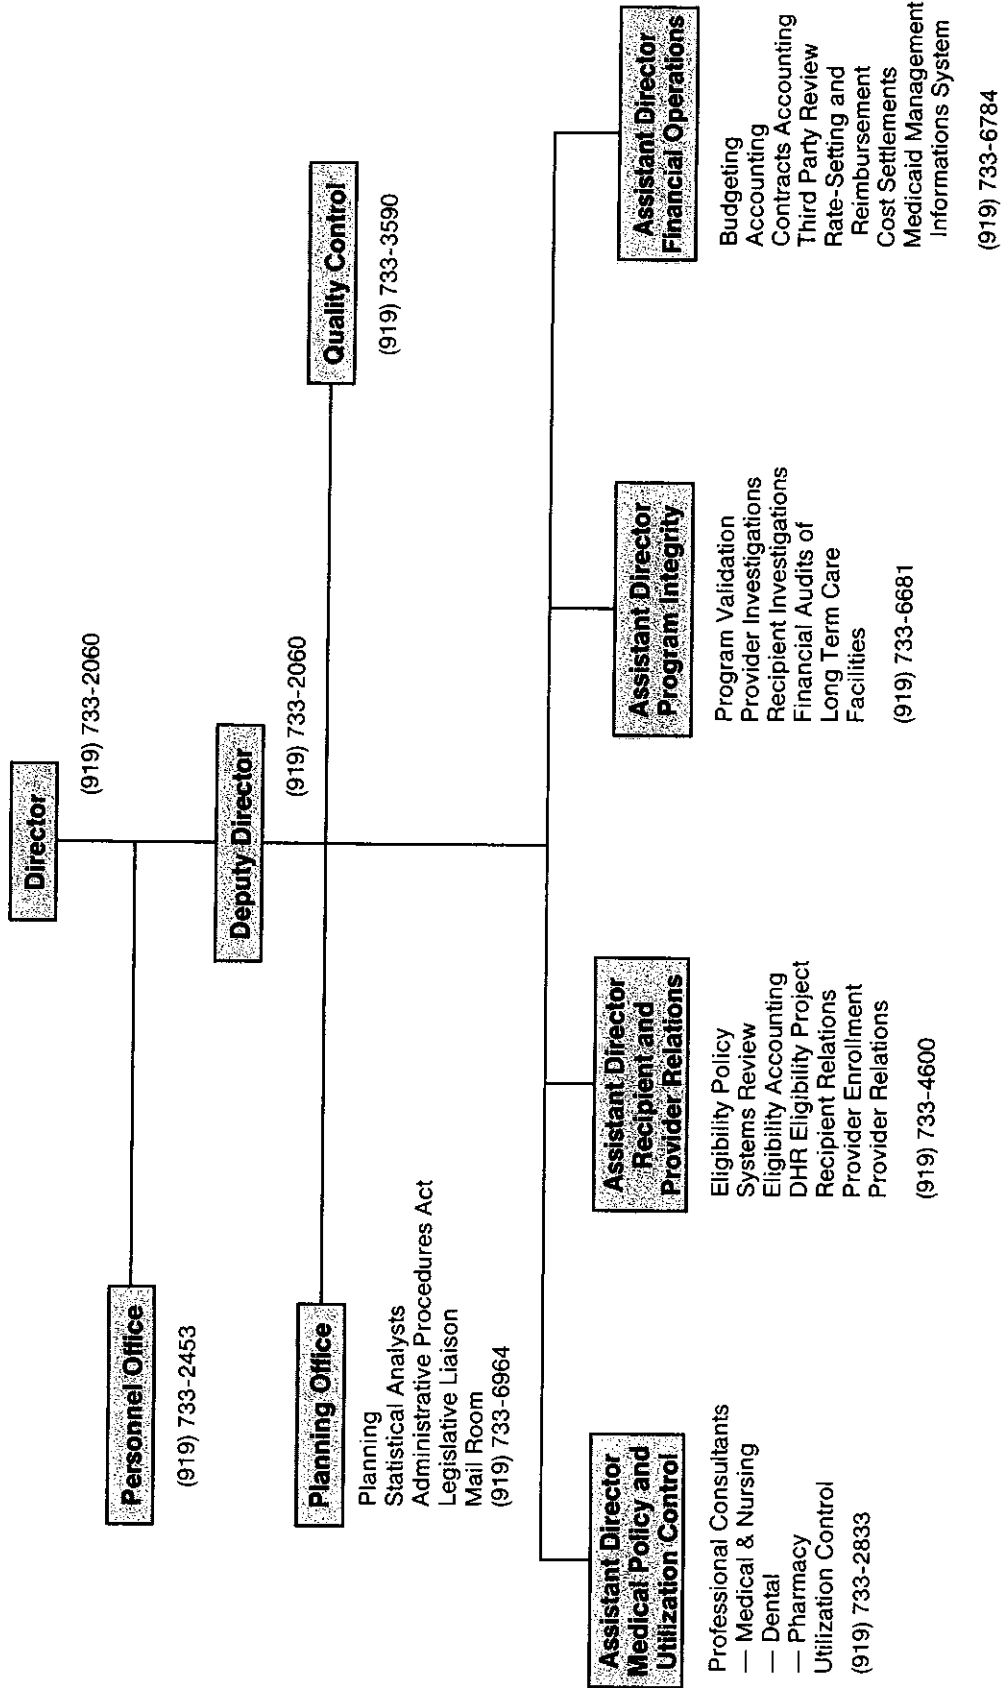 Director
(919) 733-2060
Personnel Office
(919) 733-2453
Deputy Director
(919) 733-2060
Planning Office
Planning
Statistical Analysts
Administrative Procedures Act
Legislative Liaison
Mail Room
(919) 733-6964
Quality Control
(919) 733-3590
Assistant Director
Medical Policy and
Utilization Control
Professional Consultants
— Medical & Nursing
— Dental
— Pharmacy
Utilization Control
(919) 733-2833
Assistant Director
Recipient and
Provider Relations
Eligibility Policy
Systems Review
Eligibility Accounting
DHR Eligibility Project
Recipient Relations
Provider Enrollment
Provider Relations
(919) 733-4600
Assistant Director
Program Integrity
Program Validation
Provider Investigations
Recipient Investigations
Financial Audits of
Long Term Care
Facilities
(919) 733-6681
Assistant Director
Financial Operations
Budgeting
Accounting
Contracts Accounting
Third Party Review
Rate-Setting and
Reimbursement
Cost Settlements
Medicaid Management
Informations System
(919) 733-6784